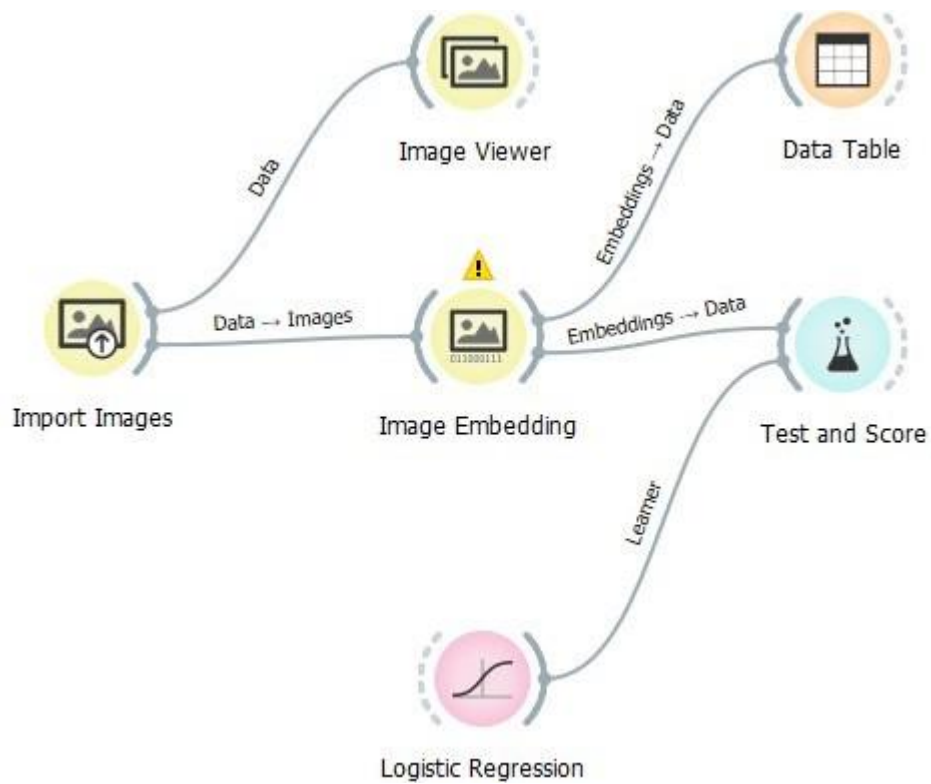 Image Viewer
Data Table
Data
Embeddings → Data
Data → Images
Embeddings → Data
Import Images
Image Embedding
Test and Score
Learner
Logistic Regression